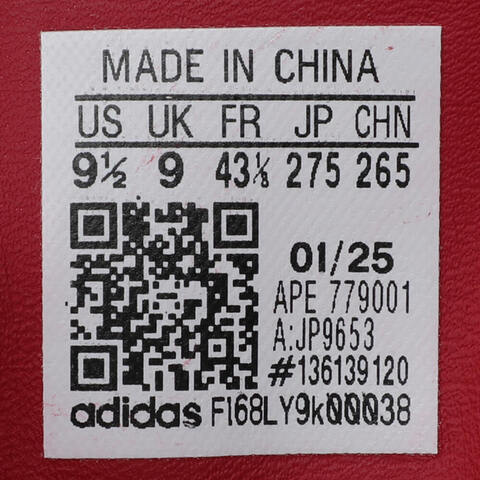 MADE IN CHINA
US UK FR JP CHN
9½ 9 43⅓ 275 265
01/25
APE 779001
A:JP9653
#136139120
adidas FI68LY9k00038